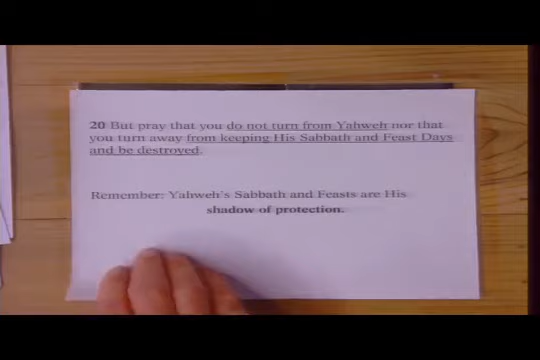 20 But pray that you do not turn from Yahweh nor that
you turn away from keeping His Sabbath and Feast Days
and be destroyed.
Remember: Yahweh's Sabbath and Feasts are His
shadow of protection.